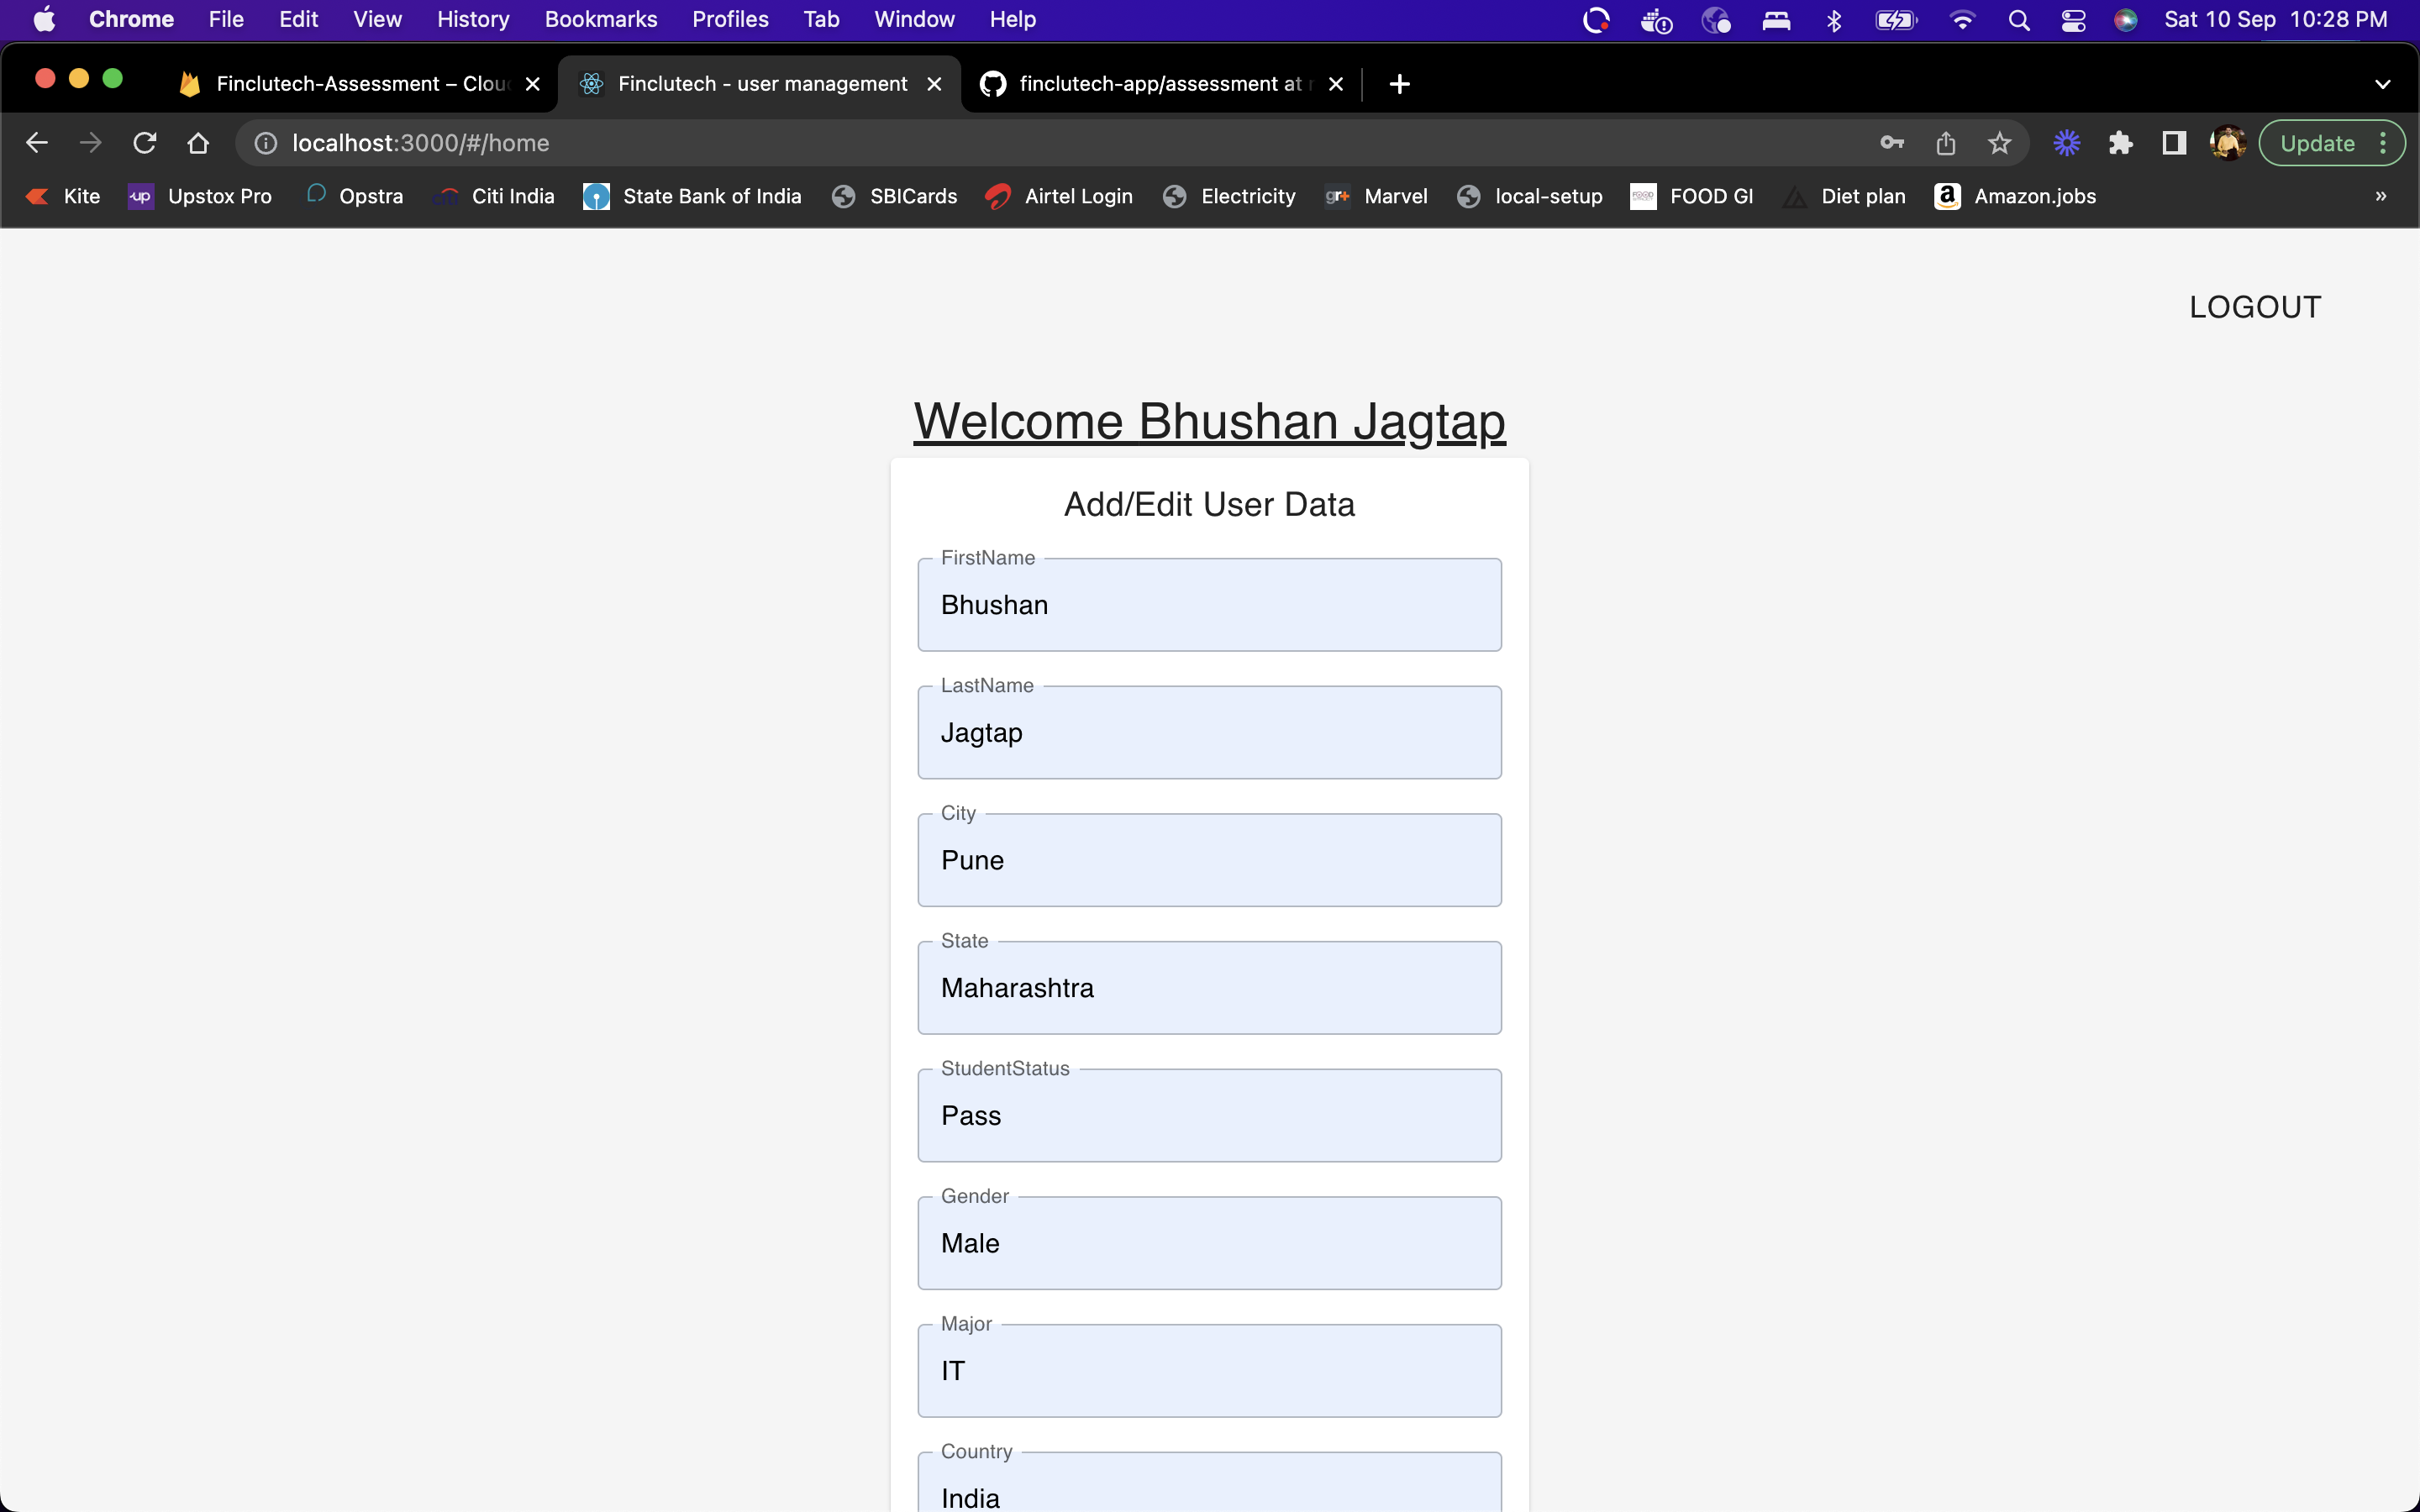 Chrome File Edit View History Bookmarks Profiles Tab Window Help Sat 10 Sep 10:28 PM
Finclutech-Assessment – Clou Finclutech - user management finclutech-app/assessment at
localhost:3000/#/home Update
Kite up Upstox Pro Opstra citi Citi India State Bank of India SBICards Airtel Login Electricity gr+ Marvel local-setup FOOD GI Diet plan a Amazon.jobs »
LOGOUT
Welcome Bhushan Jagtap
Add/Edit User Data
FirstName
Bhushan
LastName
Jagtap
City
Pune
State
Maharashtra
StudentStatus
Pass
Gender
Male
Major
IT
Country
India